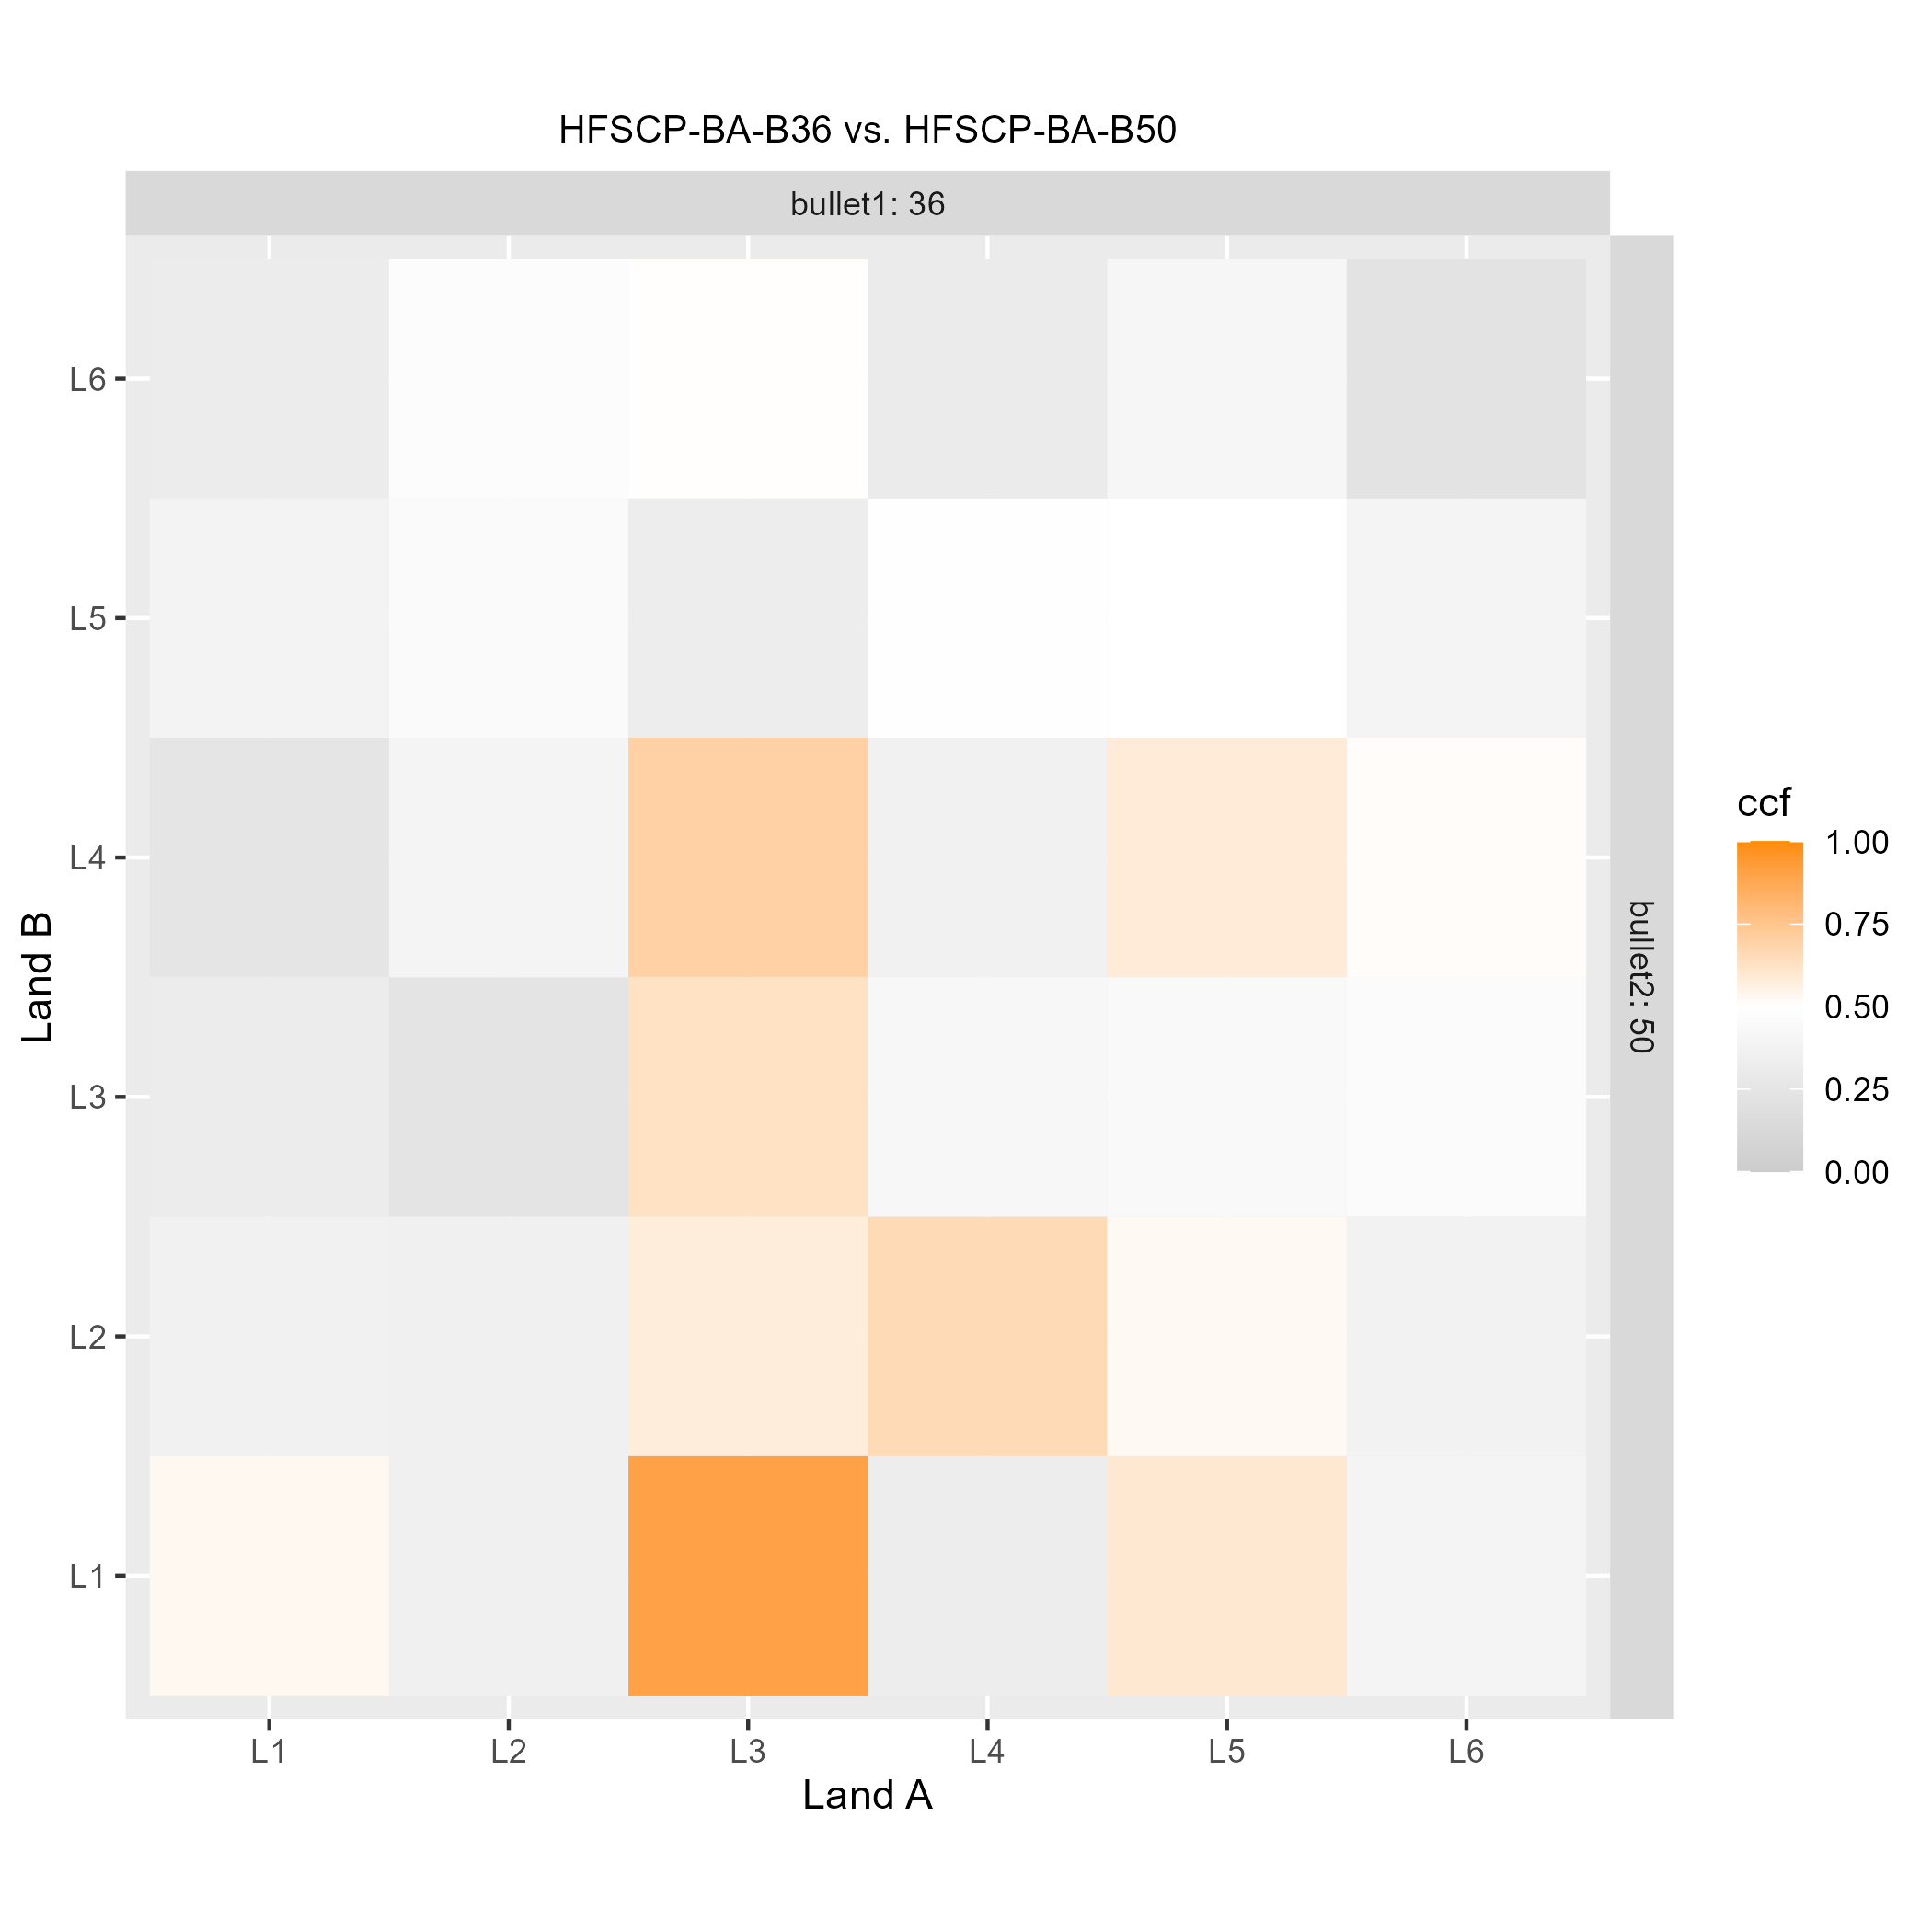 HFSCP-BA-B36 vs. HFSCP-BA-B50
bullet1: 36
L6
L5
L4
L3
L2
L1
Land B
bullet2: 50
L1 L2 L3 L4 L5 L6
Land A
ccf
1.00
0.75
0.50
0.25
0.00